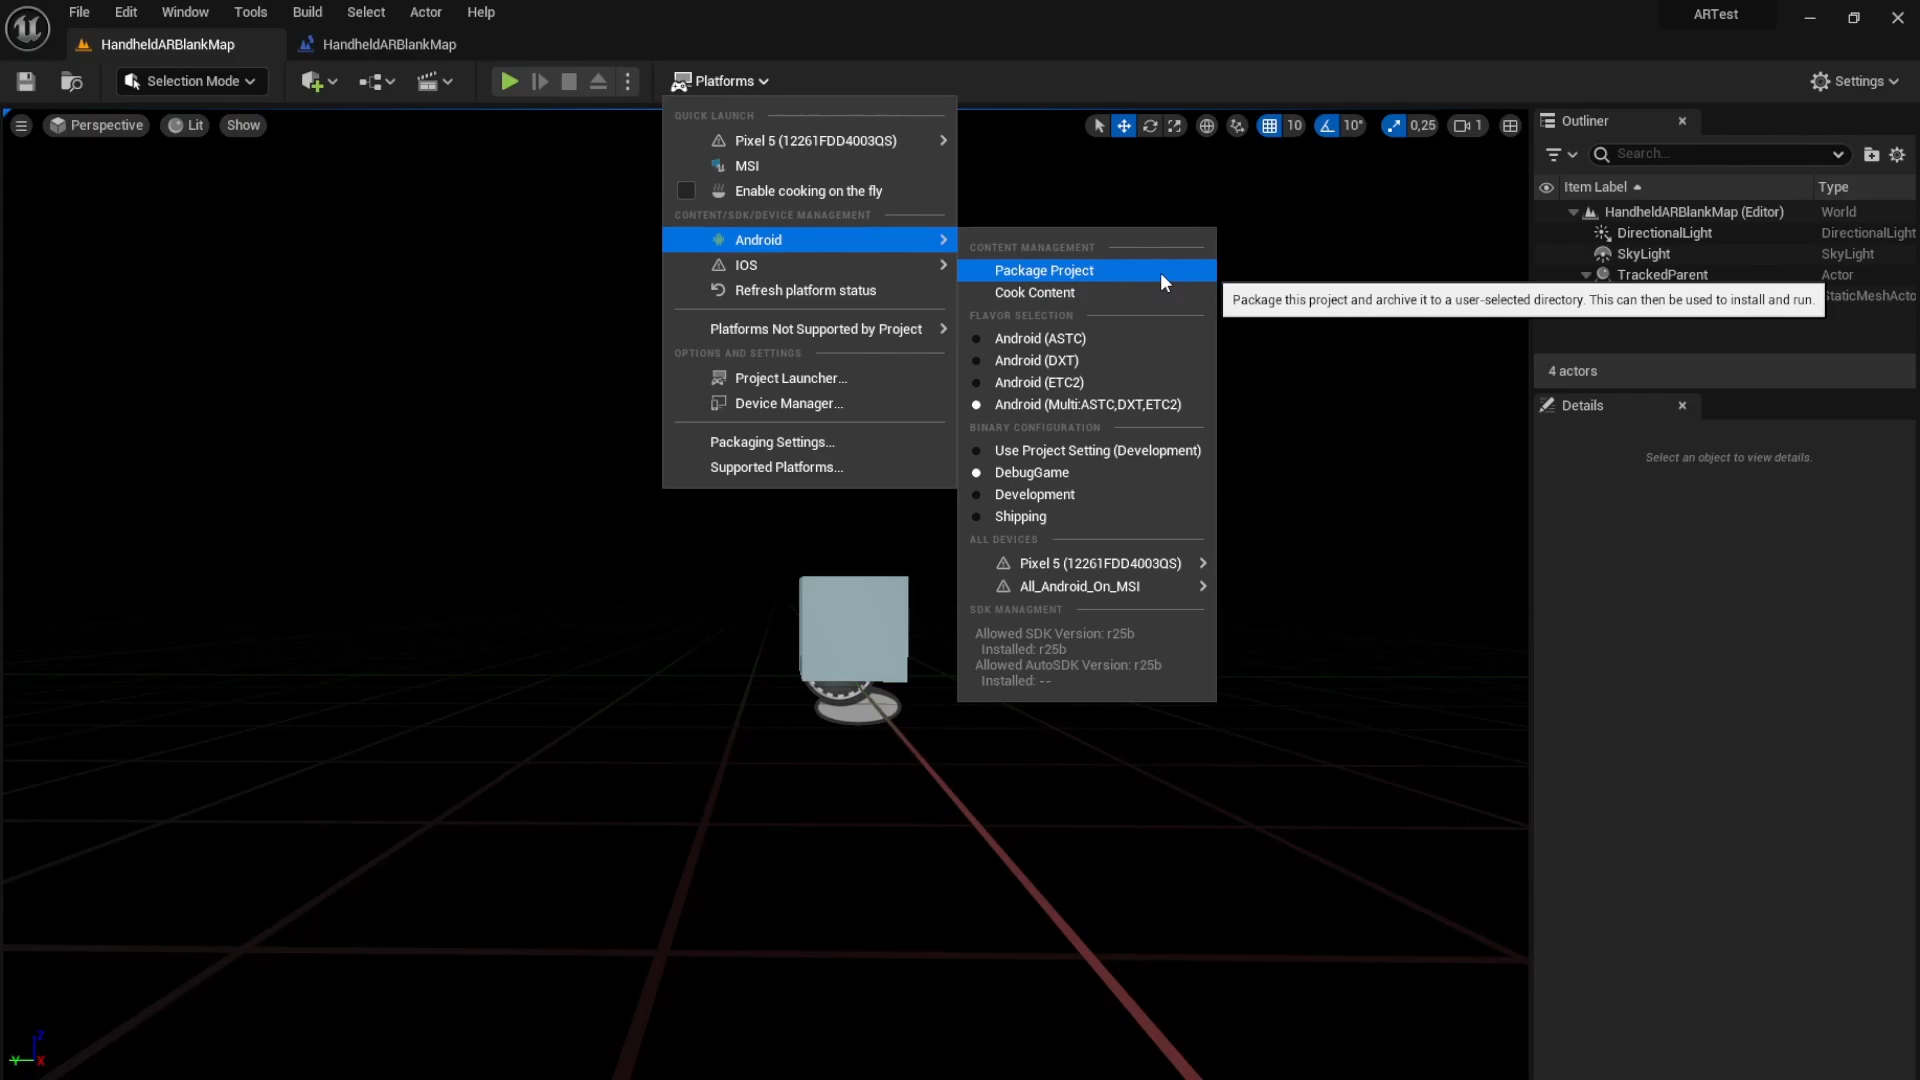 File Edit Window Tools Build Select Actor Help
ARTest
HandheldARBlankMap
HandheldARBlankMap
Selection Mode
Platforms
Settings
Perspective
Lit
Show
10
10°
0,25
1
QUICK LAUNCH
Pixel 5 (12261FDD4003QS)
MSI
Enable cooking on the fly
CONTENT/SDK/DEVICE MANAGEMENT
Android
IOS
Refresh platform status
Platforms Not Supported by Project
OPTIONS AND SETTINGS
Project Launcher...
Device Manager...
Packaging Settings...
Supported Platforms...
CONTENT MANAGEMENT
Package Project
Cook Content
FLAVOR SELECTION
Android (ASTC)
Android (DXT)
Android (ETC2)
Android (Multi:ASTC,DXT,ETC2)
BINARY CONFIGURATION
Use Project Setting (Development)
DebugGame
Development
Shipping
ALL DEVICES
Pixel 5 (12261FDD4003QS)
All_Android_On_MSI
SDK MANAGMENT
Allowed SDK Version: r25b
Installed: r25b
Allowed AutoSDK Version: r25b
Installed: --
Package this project and archive it to a user-selected directory. This can then be used to install and run.
Outliner
Search...
Item Label Type
HandheldARBlankMap (Editor) World
DirectionalLight DirectionalLight
SkyLight SkyLight
TrackedParent Actor
StaticMeshActo
4 actors
Details
Select an object to view details.
Z
Y X